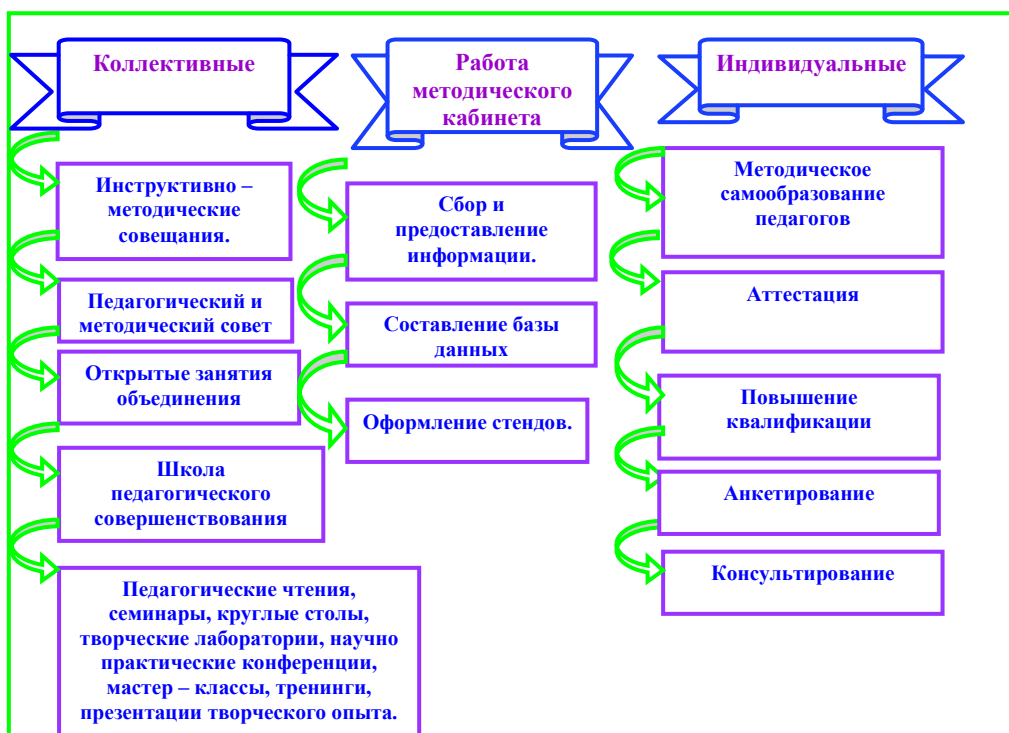 Коллективные
Инструктивно –
методические
совещания.
Педагогический и
методический совет
Открытые занятия
объединения
Школа
педагогического
совершенствования
Педагогические чтения,
семинары, круглые столы,
творческие лаборатории, научно
практические конференции,
мастер – классы, тренинги,
презентации творческого опыта.
Работа
методического
кабинета
Сбор и
предоставление
информации.
Составление базы
данных
Оформление стендов.
Индивидуальные
Методическое
самообразование
педагогов
Аттестация
Повышение
квалификации
Анкетирование
Консультирование